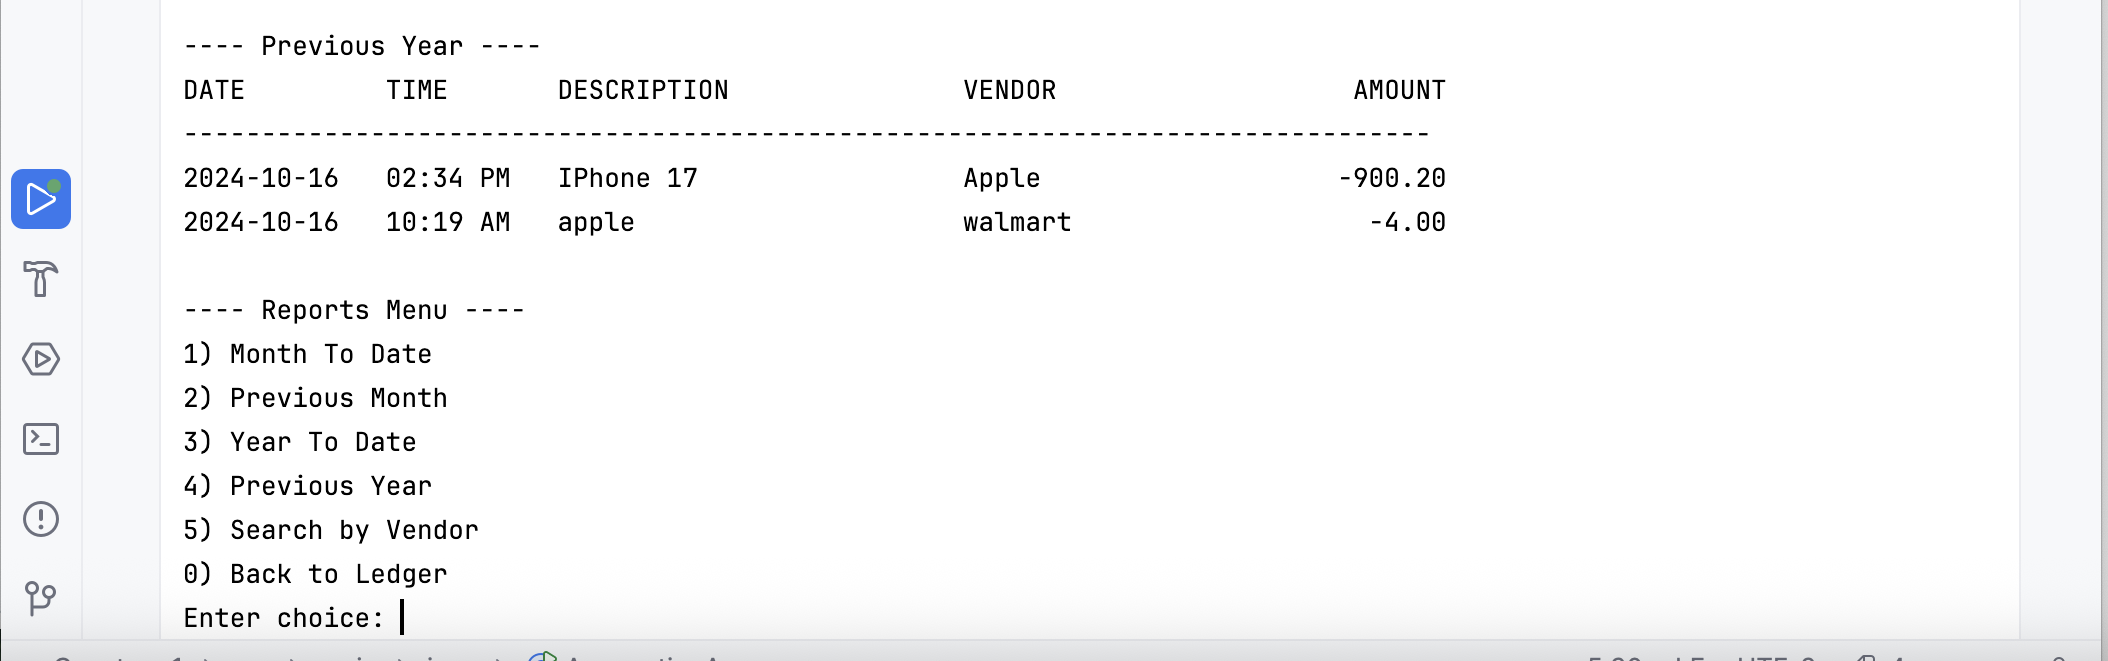 ---- Previous Year ----
DATE TIME DESCRIPTION VENDOR AMOUNT
--------------------------------------------------------------------------------
2024-10-16 02:34 PM IPhone 17 Apple -900.20
2024-10-16 10:19 AM apple walmart -4.00
---- Reports Menu ----
1) Month To Date
2) Previous Month
3) Year To Date
4) Previous Year
5) Search by Vendor
0) Back to Ledger
Enter choice: